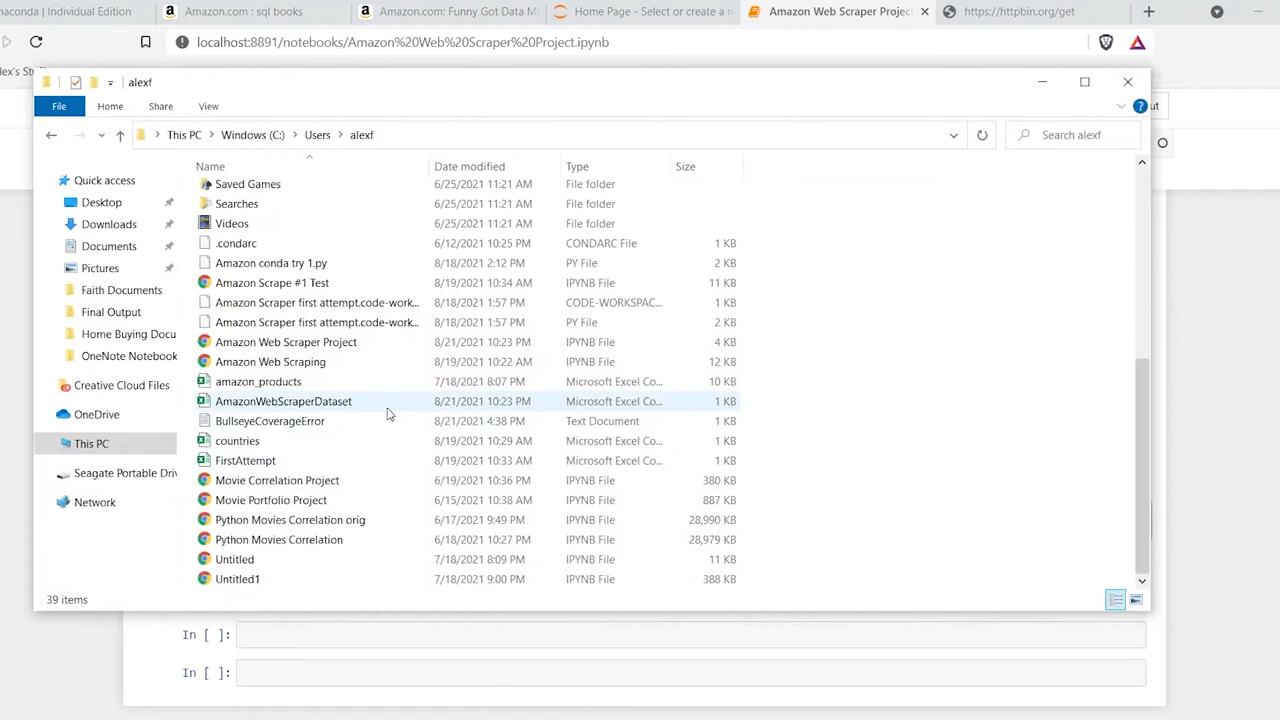 naconda | Individual Edition
Amazon.com : sql books
Amazon.com: Funny Got Data M
Home Page - Select or create a n
Amazon Web Scraper Project
https://httpbin.org/get
localhost:8891/notebooks/Amazon%20Web%20Scraper%20Project.ipynb
lex's Stu
alexf
File Home Share View
ut
This PC Windows (C:) Users alexf
Search alexf
Name Date modified Type Size
Quick access
Desktop
Downloads
Documents
Pictures
Faith Documents
Final Output
Home Buying Docu
OneNote Notebook
Creative Cloud Files
OneDrive
This PC
Seagate Portable Driv
Network
Saved Games 6/25/2021 11:21 AM File folder
Searches 6/25/2021 11:21 AM File folder
Videos 6/25/2021 11:21 AM File folder
.condarc 6/12/2021 10:25 PM CONDARC File 1 KB
Amazon conda try 1.py 8/18/2021 2:12 PM PY File 2 KB
Amazon Scrape #1 Test 8/19/2021 10:34 AM IPYNB File 11 KB
Amazon Scraper first attempt.code-work... 8/18/2021 1:57 PM CODE-WORKSPAC... 1 KB
Amazon Scraper first attempt.code-work... 8/18/2021 1:57 PM PY File 2 KB
Amazon Web Scraper Project 8/21/2021 10:23 PM IPYNB File 4 KB
Amazon Web Scraping 8/19/2021 10:22 AM IPYNB File 12 KB
amazon_products 7/18/2021 8:07 PM Microsoft Excel Co... 10 KB
AmazonWebScraperDataset 8/21/2021 10:23 PM Microsoft Excel Co... 1 KB
BullseyeCoverageError 8/21/2021 4:38 PM Text Document 1 KB
countries 8/19/2021 10:29 AM Microsoft Excel Co... 1 KB
FirstAttempt 8/19/2021 10:33 AM Microsoft Excel Co... 1 KB
Movie Correlation Project 6/19/2021 10:36 PM IPYNB File 380 KB
Movie Portfolio Project 6/15/2021 10:38 AM IPYNB File 887 KB
Python Movies Correlation orig 6/17/2021 9:49 PM IPYNB File 28,990 KB
Python Movies Correlation 6/18/2021 10:27 PM IPYNB File 28,979 KB
Untitled 7/18/2021 8:09 PM IPYNB File 11 KB
Untitled1 7/18/2021 9:00 PM IPYNB File 388 KB
39 items
In [ ]:
In [ ]: